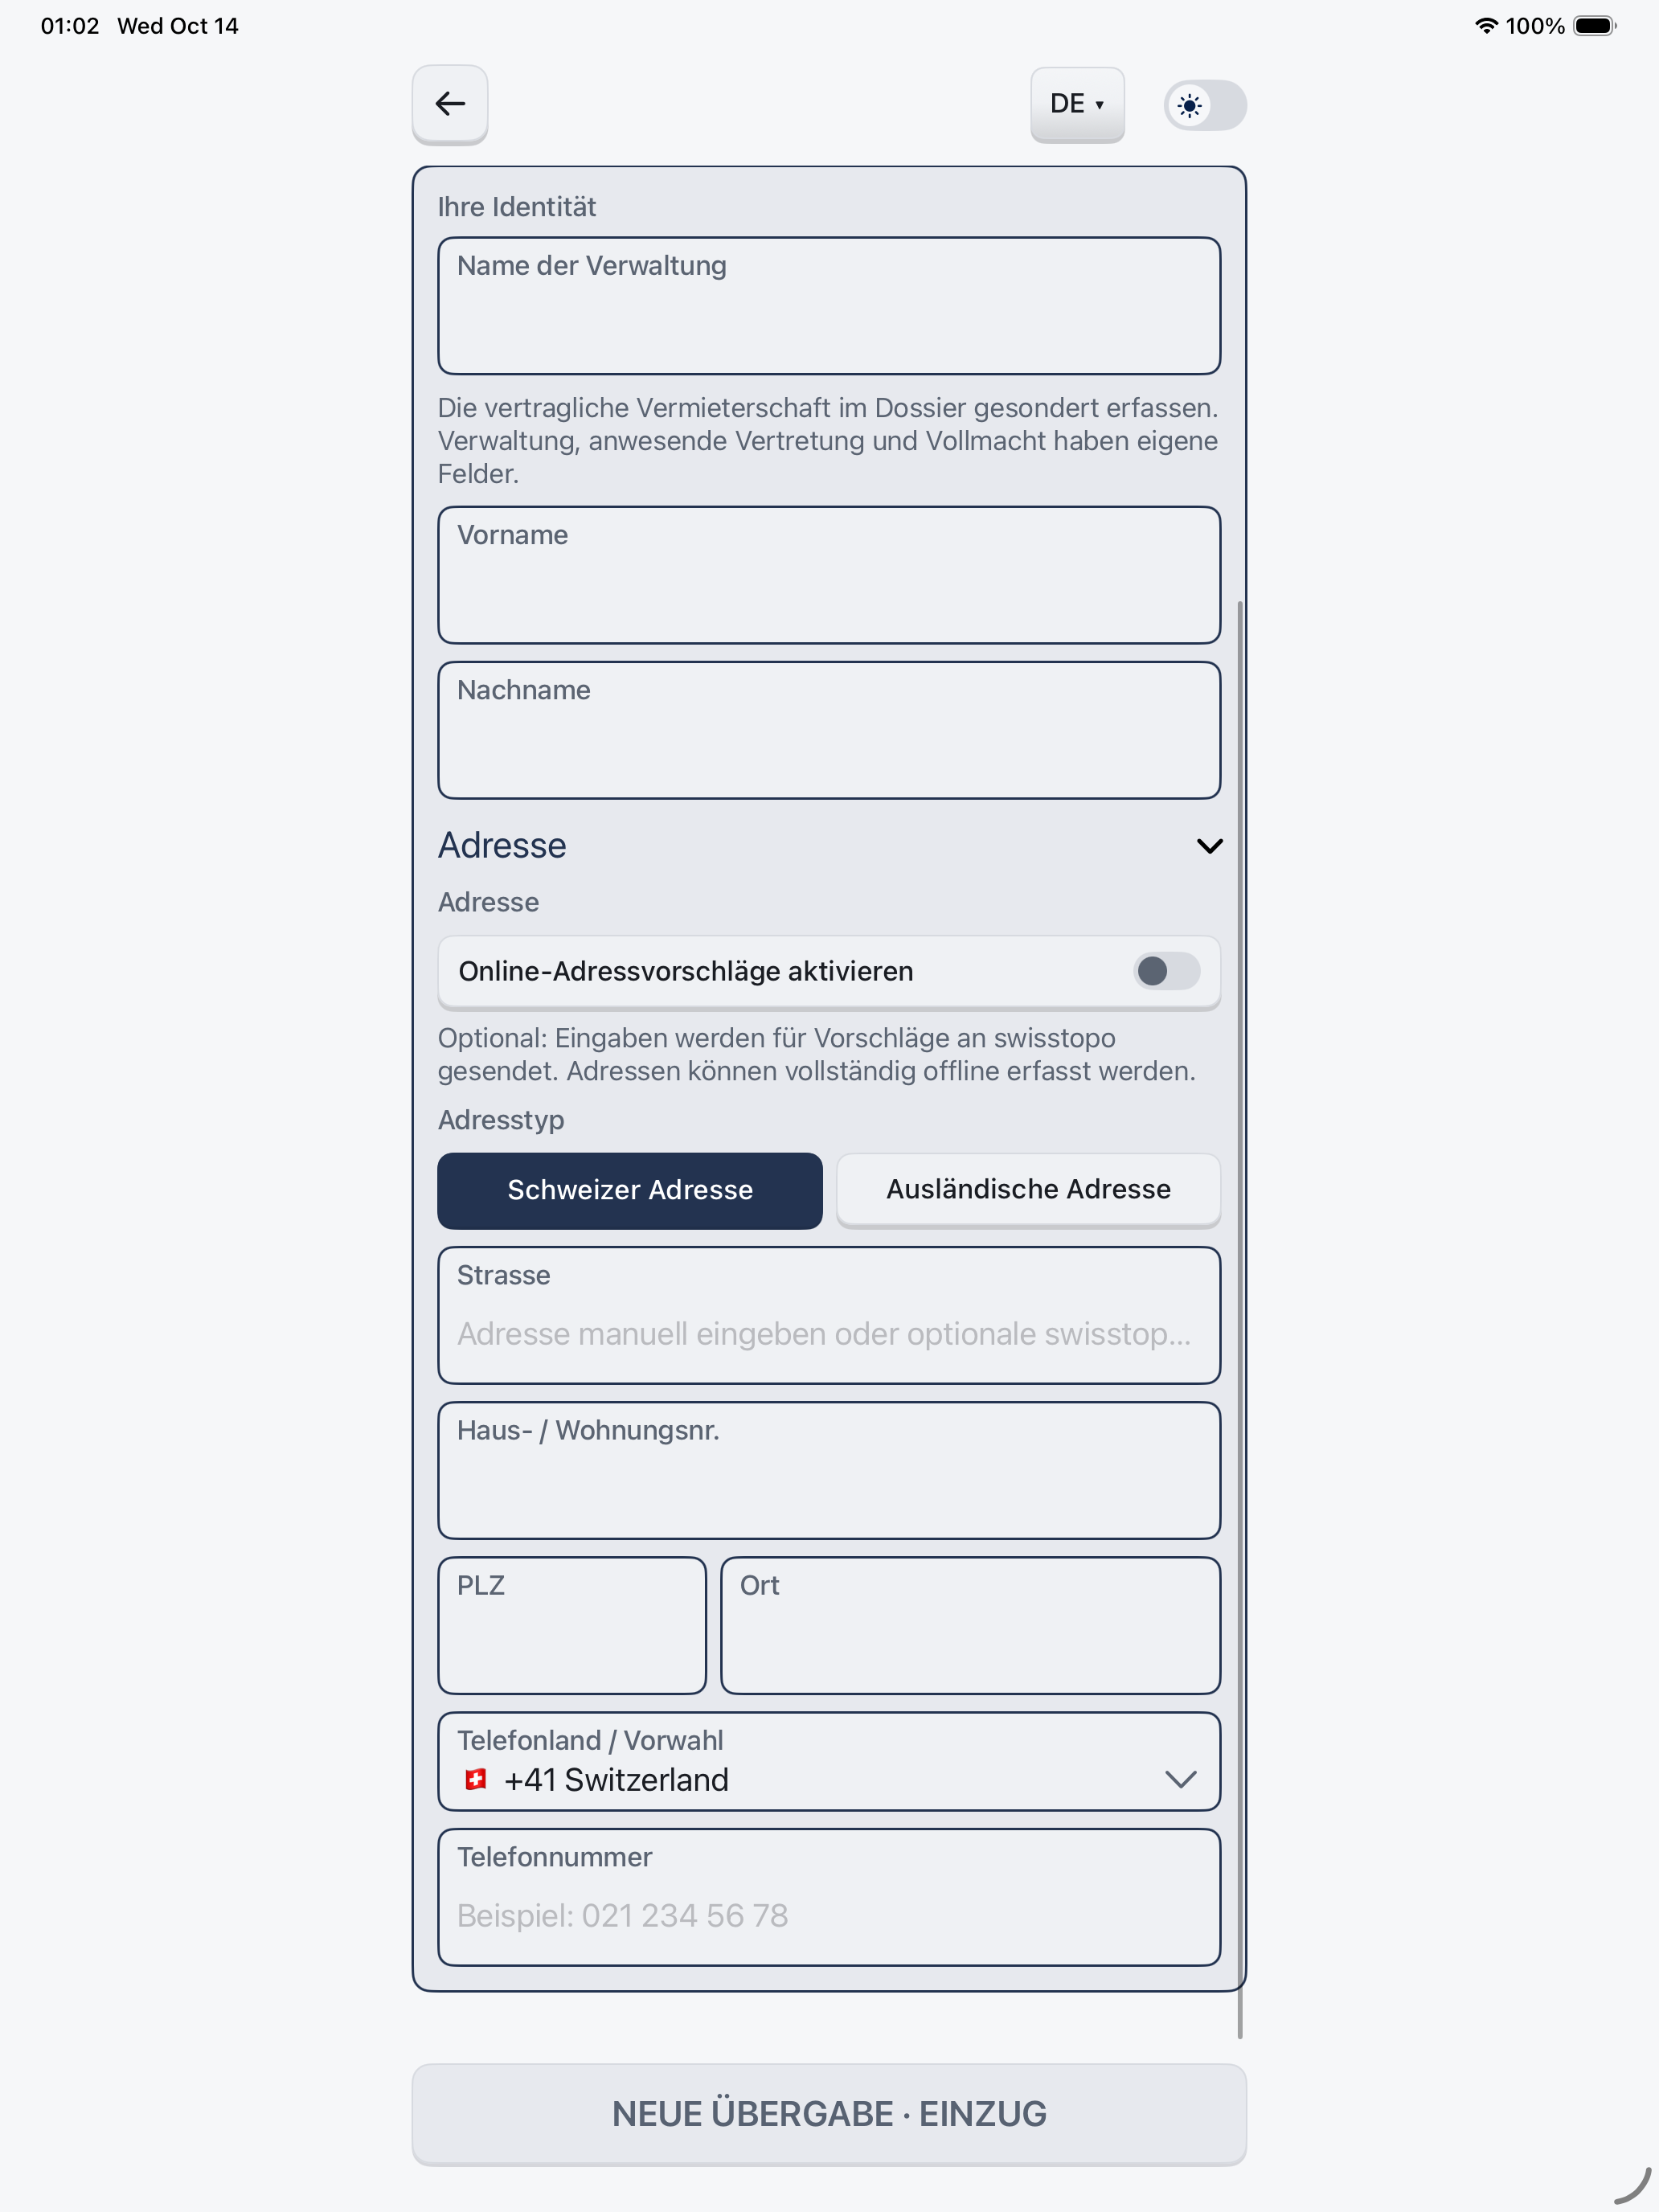 01:02 Wed Oct 14
100%
DE ▾
Ihre Identität
Name der Verwaltung
Die vertragliche Vermieterschaft im Dossier gesondert erfassen.
Verwaltung, anwesende Vertretung und Vollmacht haben eigene
Felder.
Vorname
Nachname
Adresse
Adresse
Online-Adressvorschläge aktivieren
Optional: Eingaben werden für Vorschläge an swisstopo
gesendet. Adressen können vollständig offline erfasst werden.
Adresstyp
Schweizer Adresse
Ausländische Adresse
Strasse
Adresse manuell eingeben oder optionale swisstop...
Haus- / Wohnungsnr.
PLZ
Ort
Telefonland / Vorwahl
+41 Switzerland
Telefonnummer
Beispiel: 021 234 56 78
NEUE ÜBERGABE · EINZUG